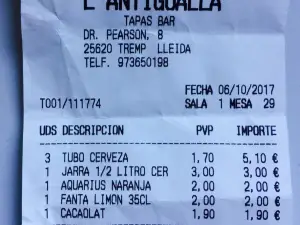 L'ANTIGUALLA
TAPAS BAR
DR. PEARSON, 8
25620 TREMP LLEIDA
TELF. 973650198
FECHA 06/10/2017
T001/111774 SALA 1 MESA 29
UDS DESCRIPCION PVP IMPORTE
3 TUBO CERVEZA 1,70 5,10 €
1 JARRA 1/2 LITRO CER 3,00 3,00 €
1 AQUARIUS NARANJA 2,00 2,00 €
1 FANTA LIMON 35CL 2,00 2,00 €
1 CACAOLAT 1,90 1,90 €